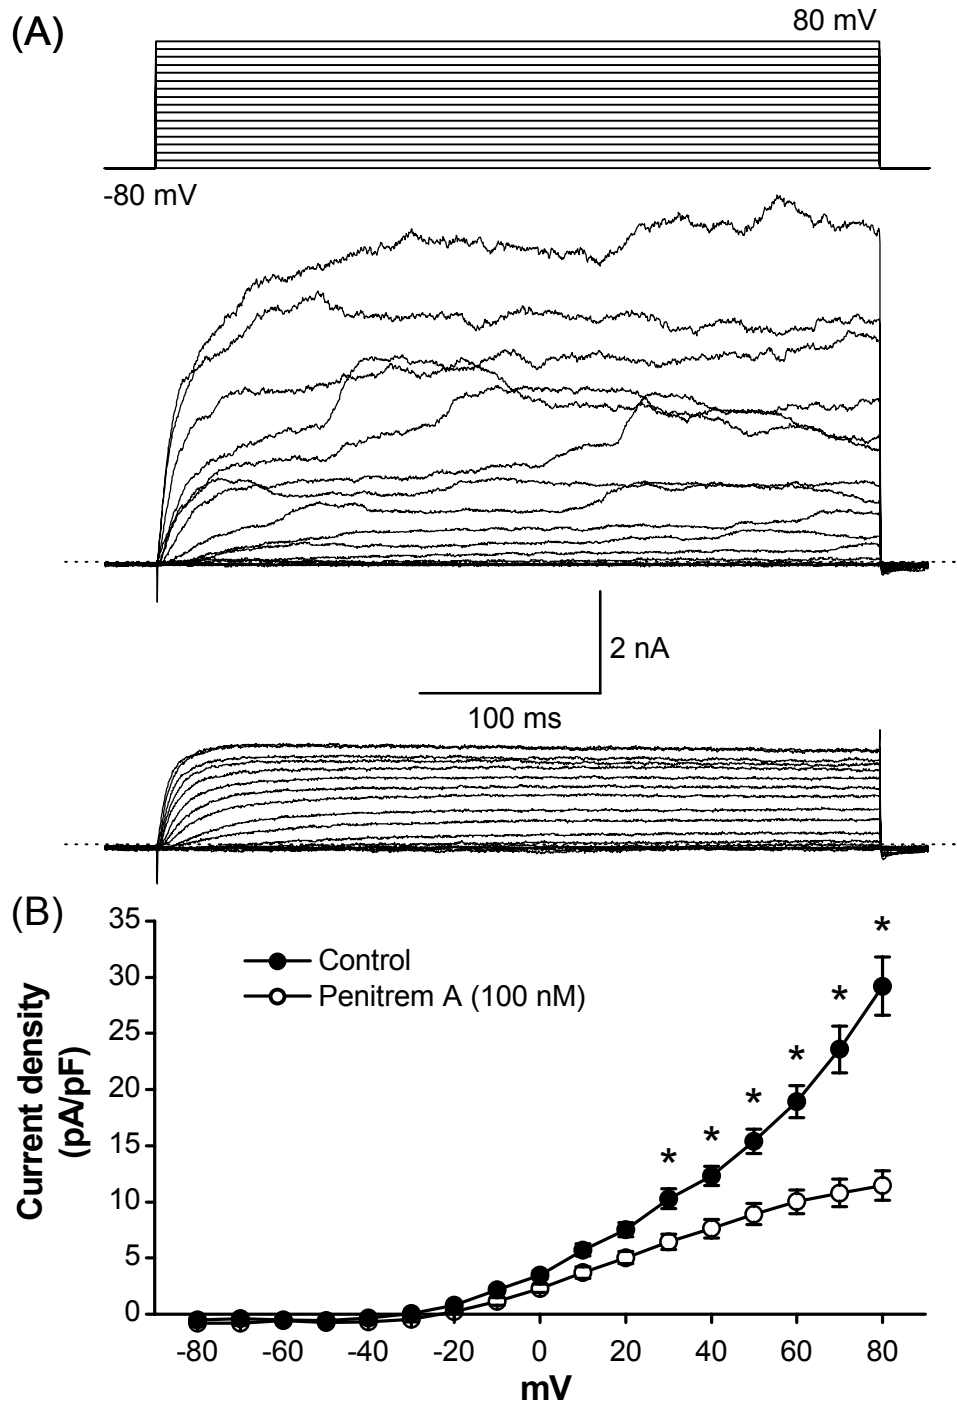 (A)
80 mV
-80 mV
2 nA
100 ms
(B)
35
30
25
20
15
10
5
0
Current density
(pA/pF)
Control
Penitrem A (100 nM)
* * * * * *
-80 -60 -40 -20 0 20 40 60 80
mV